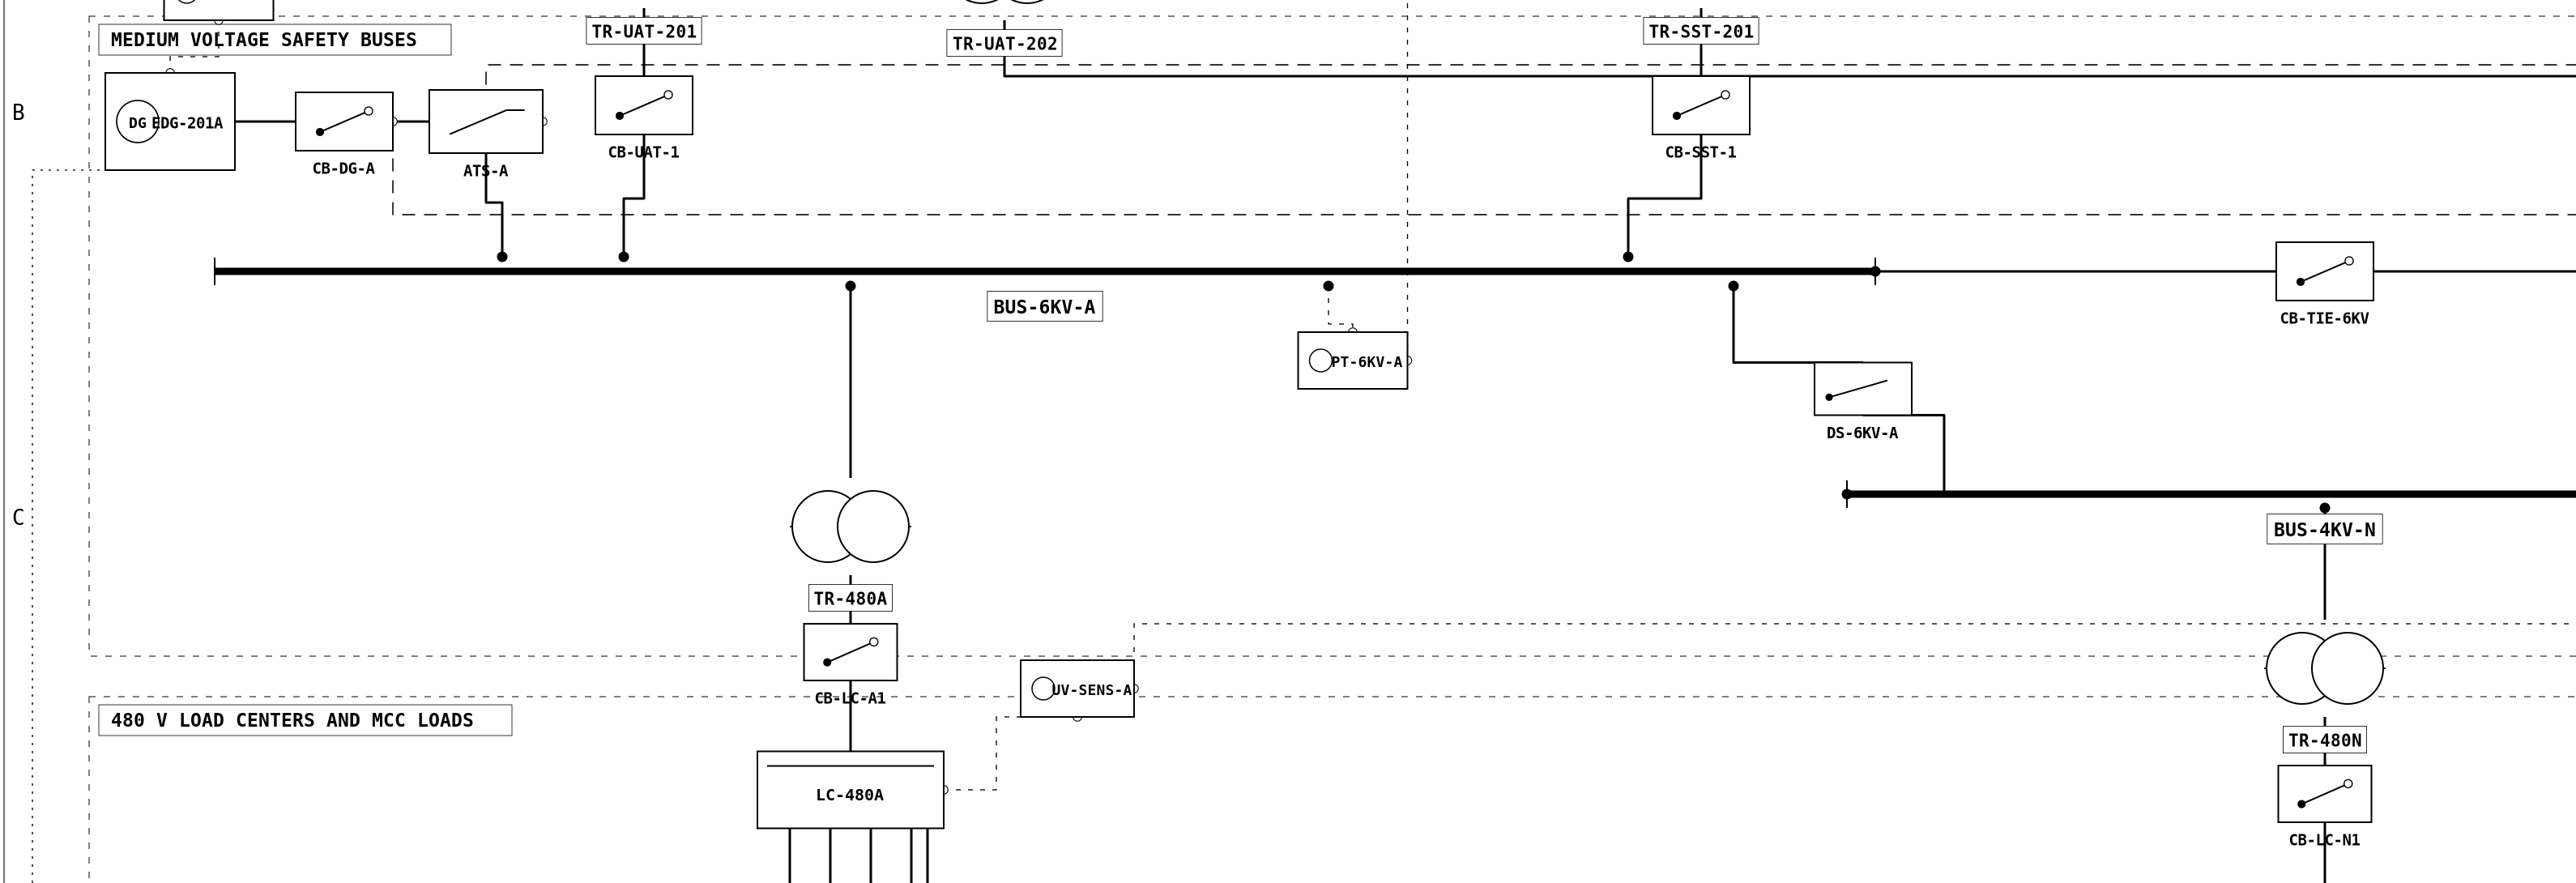 TR-UAT-201
TR-SST-201
MEDIUM VOLTAGE SAFETY BUSES
TR-UAT-202
B
DG EDG-201A
CB-UAT-1
CB-SST-1
CB-DG-A
ATS-A
BUS-6KV-A
CB-TIE-6KV
PT-6KV-A
DS-6KV-A
C
BUS-4KV-N
TR-480A
UV-SENS-A
CB-LC-A1
480 V LOAD CENTERS AND MCC LOADS
TR-480N
LC-480A
CB-LC-N1